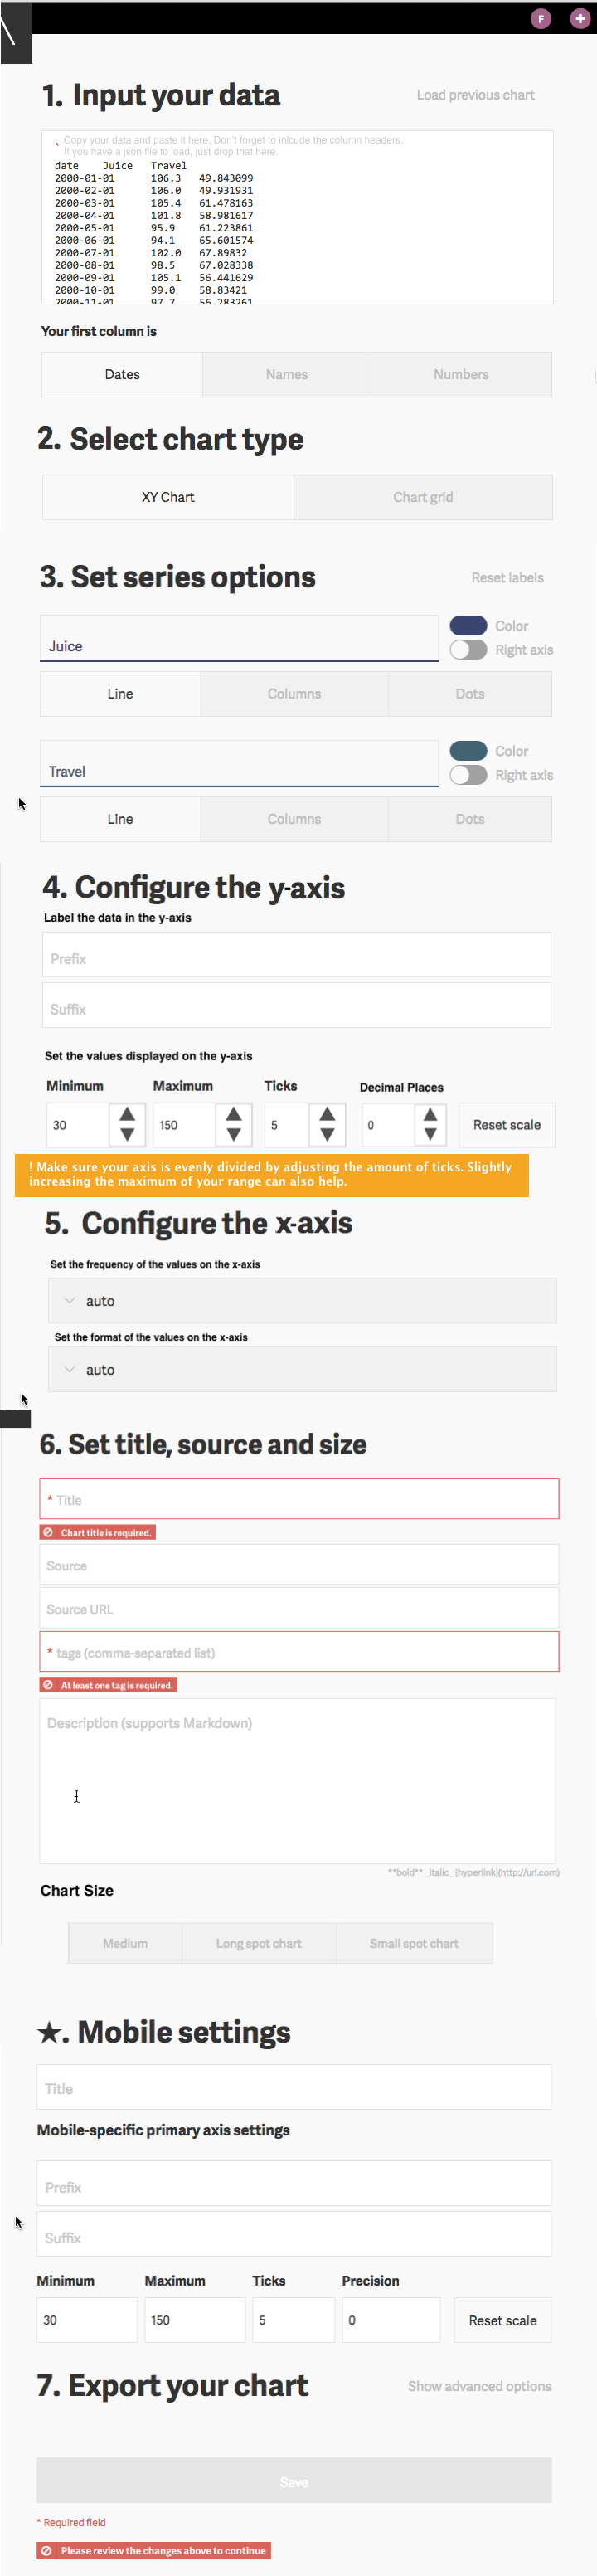 F
1. Input your data
Load previous chart
* Copy your data and paste it here. Don't forget to inlcude the column headers.
If you have a json file to load, just drop that here.
date Juice Travel
2000-01-01 106.3 49.843099
2000-02-01 106.0 49.931931
2000-03-01 105.4 61.478163
2000-04-01 101.8 58.981617
2000-05-01 95.9 61.223861
2000-06-01 94.1 65.601574
2000-07-01 102.0 67.89832
2000-08-01 98.5 67.028338
2000-09-01 105.1 56.441629
2000-10-01 99.0 58.83421
2000-11-01 97.7 56.283261
Your first column is
Dates Names Numbers
2. Select chart type
XY Chart Chart grid
3. Set series options
Reset labels
Juice
Color
Right axis
Line Columns Dots
Travel
Color
Right axis
Line Columns Dots
4. Configure the y-axis
Label the data in the y-axis
Prefix
Suffix
Set the values displayed on the y-axis
Minimum Maximum Ticks Decimal Places
30 150 5 0 Reset scale
! Make sure your axis is evenly divided by adjusting the amount of ticks. Slightly
increasing the maximum of your range can also help.
5. Configure the x-axis
Set the frequency of the values on the x-axis
auto
Set the format of the values on the x-axis
auto
6. Set title, source and size
* Title
Chart title is required.
Source
Source URL
* tags (comma-separated list)
At least one tag is required.
Description (supports Markdown)
**bold** _italic_ [hyperlink](http://url.com)
Chart Size
Medium Long spot chart Small spot chart
★. Mobile settings
Title
Mobile-specific primary axis settings
Prefix
Suffix
Minimum Maximum Ticks Precision
30 150 5 0 Reset scale
7. Export your chart
Show advanced options
Save
* Required field
Please review the changes above to continue